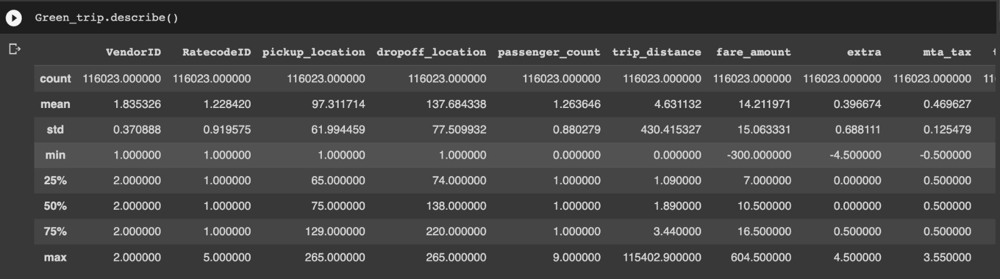 Green_trip.describe()
VendorID RatecodeID pickup_location dropoff_location passenger_count trip_distance fare_amount extra mta_tax
count 116023.000000 116023.000000 116023.000000 116023.000000 116023.000000 116023.000000 116023.000000 116023.000000 116023.000000 11
mean 1.835326 1.228420 97.311714 137.684338 1.263646 4.631132 14.211971 0.396674 0.469627
std 0.370888 0.919575 61.994459 77.509932 0.880279 430.415327 15.063331 0.688111 0.125479
min 1.000000 1.000000 1.000000 1.000000 0.000000 0.000000 -300.000000 -4.500000 -0.500000
25% 2.000000 1.000000 65.000000 74.000000 1.000000 1.090000 7.000000 0.000000 0.500000
50% 2.000000 1.000000 75.000000 138.000000 1.000000 1.890000 10.500000 0.000000 0.500000
75% 2.000000 1.000000 129.000000 220.000000 1.000000 3.440000 16.500000 0.500000 0.500000
max 2.000000 5.000000 265.000000 265.000000 9.000000 115402.900000 604.500000 4.500000 3.550000